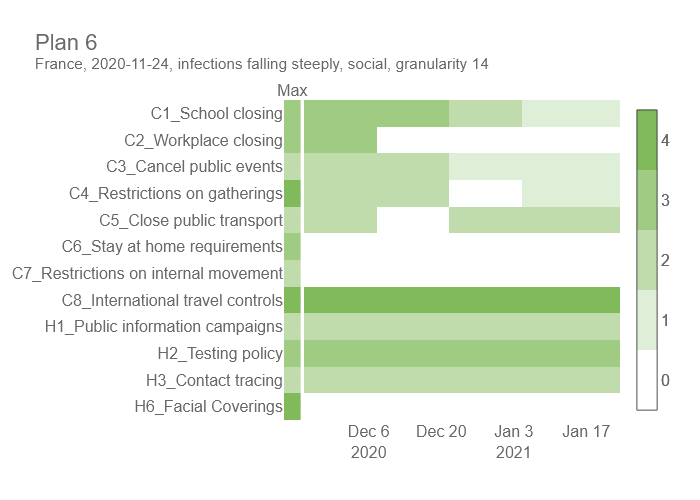 Plan 6
France, 2020-11-24, infections falling steeply, social, granularity 14
Max
C1_School closing
C2_Workplace closing
C3_Cancel public events
C4_Restrictions on gatherings
C5_Close public transport
C6_Stay at home requirements
C7_Restrictions on internal movement
C8_International travel controls
H1_Public information campaigns
H2_Testing policy
H3_Contact tracing
H6_Facial Coverings
4
3
2
1
0
Dec 6 Dec 20 Jan 3 Jan 17
2020 2021